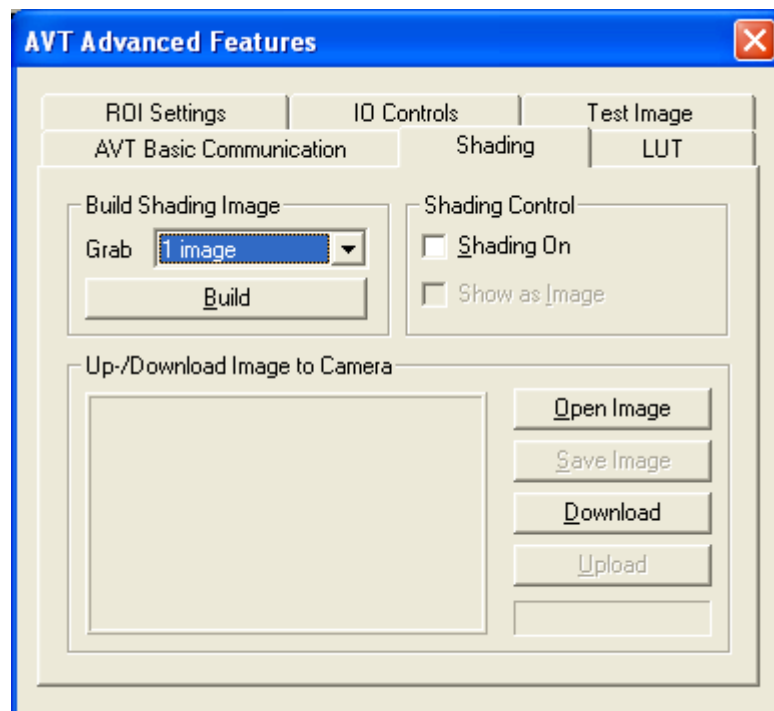 AVT Advanced Features
ROI Settings IO Controls Test Image
AVT Basic Communication Shading LUT
Build Shading Image
Grab 1 image
Build
Shading Control
Shading On
Show as Image
Up-/Download Image to Camera
Open Image
Save Image
Download
Upload